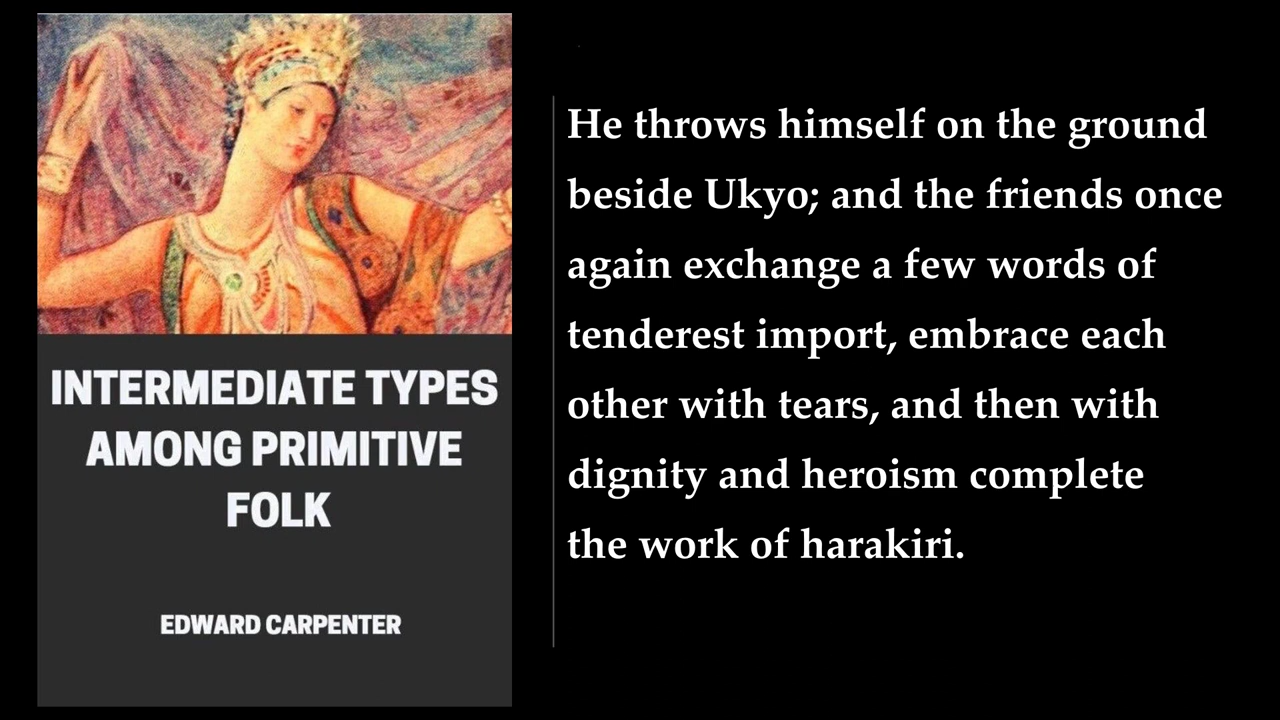 INTERMEDIATE TYPES
AMONG PRIMITIVE
FOLK
EDWARD CARPENTER
He throws himself on the ground
beside Ukyo; and the friends once
again exchange a few words of
tenderest import, embrace each
other with tears, and then with
dignity and heroism complete
the work of harakiri.